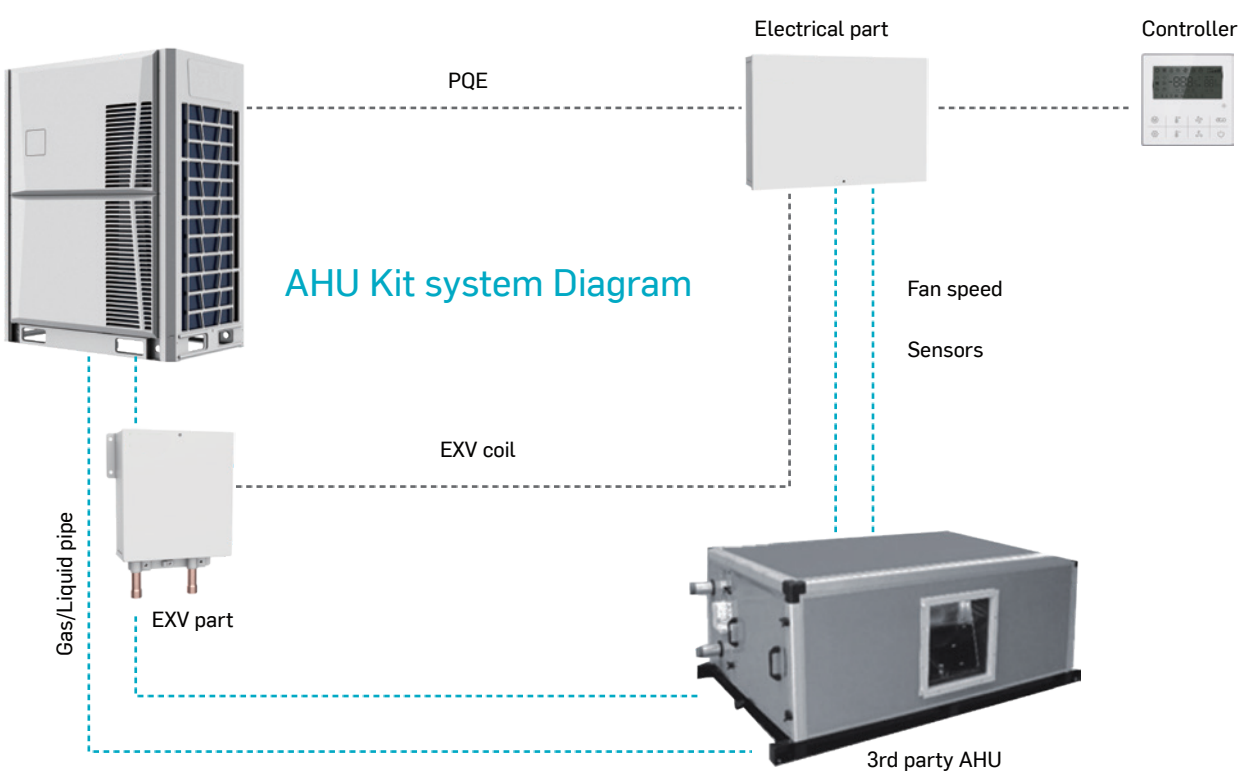 Electrical part
Controller
PQE
AHU Kit system Diagram
Fan speed
Sensors
EXV coil
Gas/Liquid pipe
EXV part
3rd party AHU